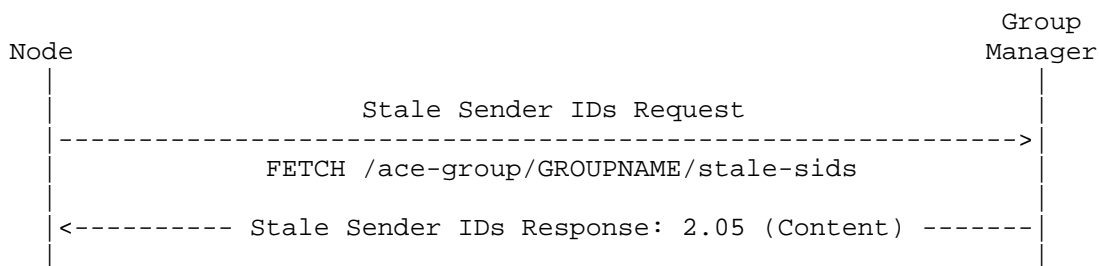 Group
Node Manager
Stale Sender IDs Request
------------------------------------------------------------>
FETCH /ace-group/GROUPNAME/stale-sids
<---------- Stale Sender IDs Response: 2.05 (Content) -------